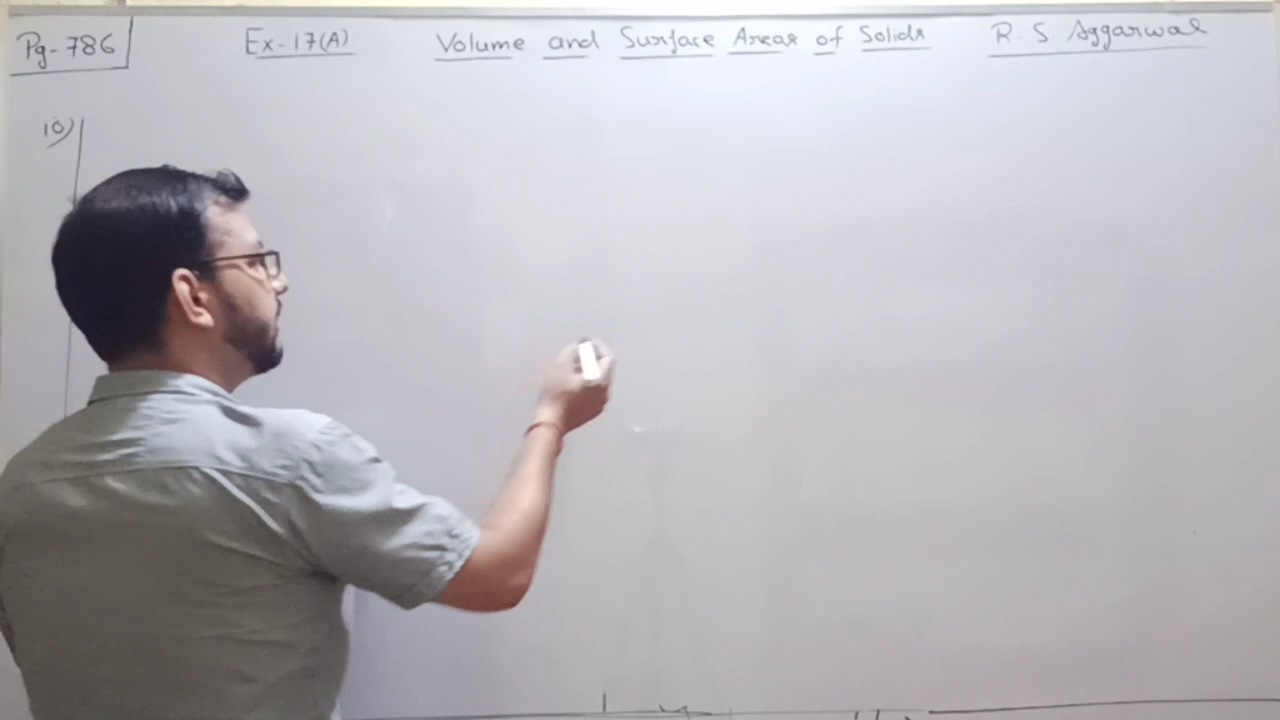 Pg-786 Ex-17(A) Volume and Surface Areas of Solids R. S. Aggarwal
10)